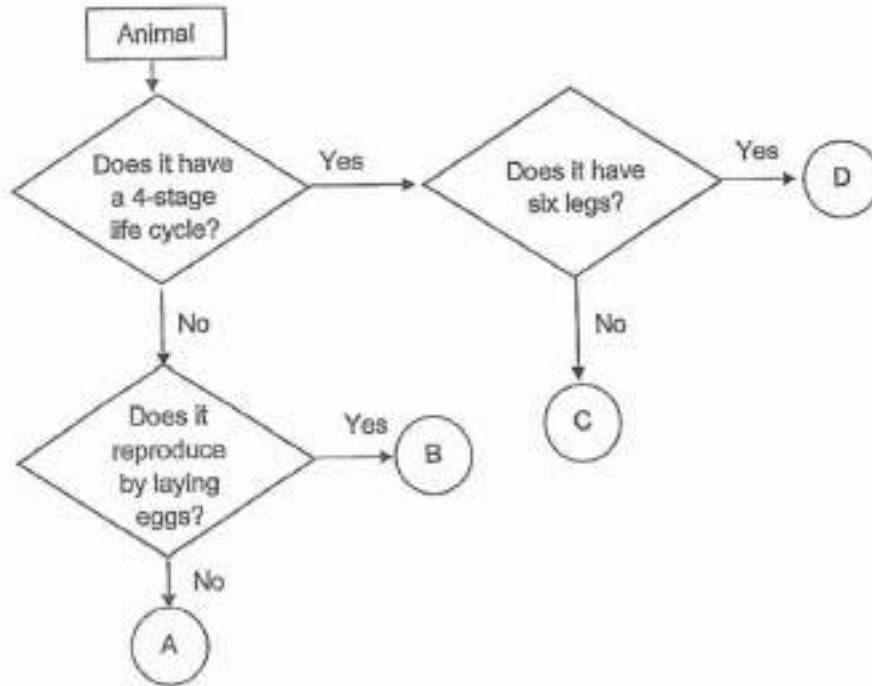 Animal
Does it have
a 4-stage
life cycle?
Yes
Does it have
six legs?
Yes
D
No
C
No
Does it
reproduce
by laying
eggs?
Yes
B
No
A